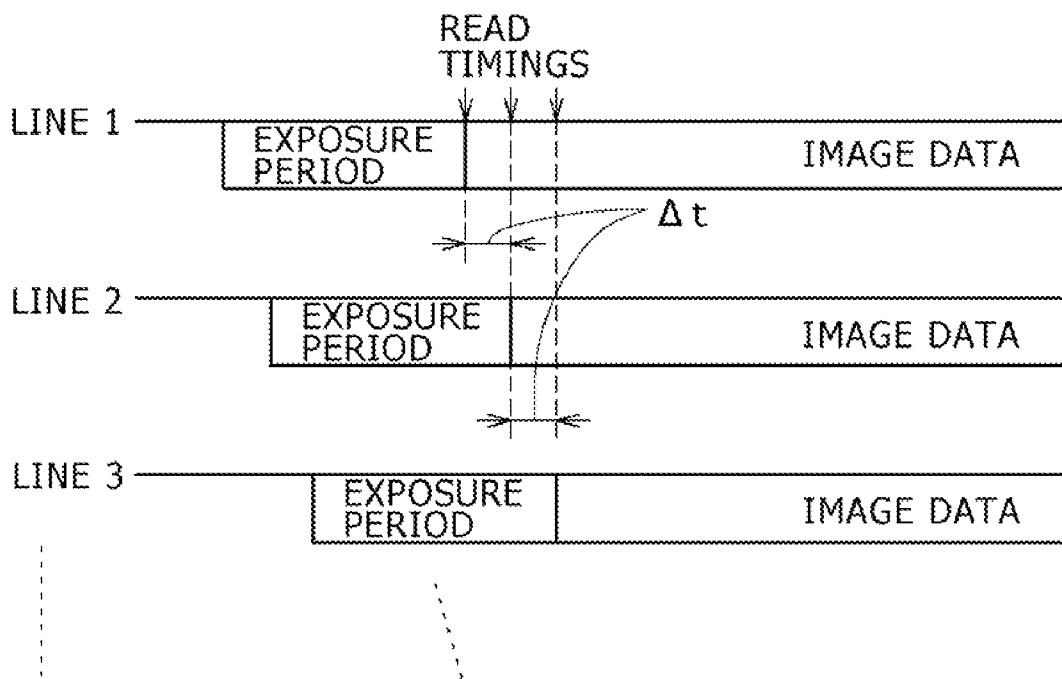 READ
TIMINGS
LINE 1
EXPOSURE
PERIOD
IMAGE DATA
Δt
LINE 2
EXPOSURE
PERIOD
IMAGE DATA
LINE 3
EXPOSURE
PERIOD
IMAGE DATA